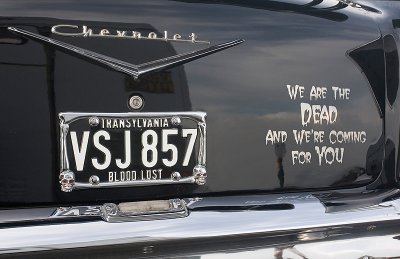 Chevrolet
TRANSYLVANIA
VSJ 857
BLOOD LUST
We are the
Dead
and We're Coming
for You